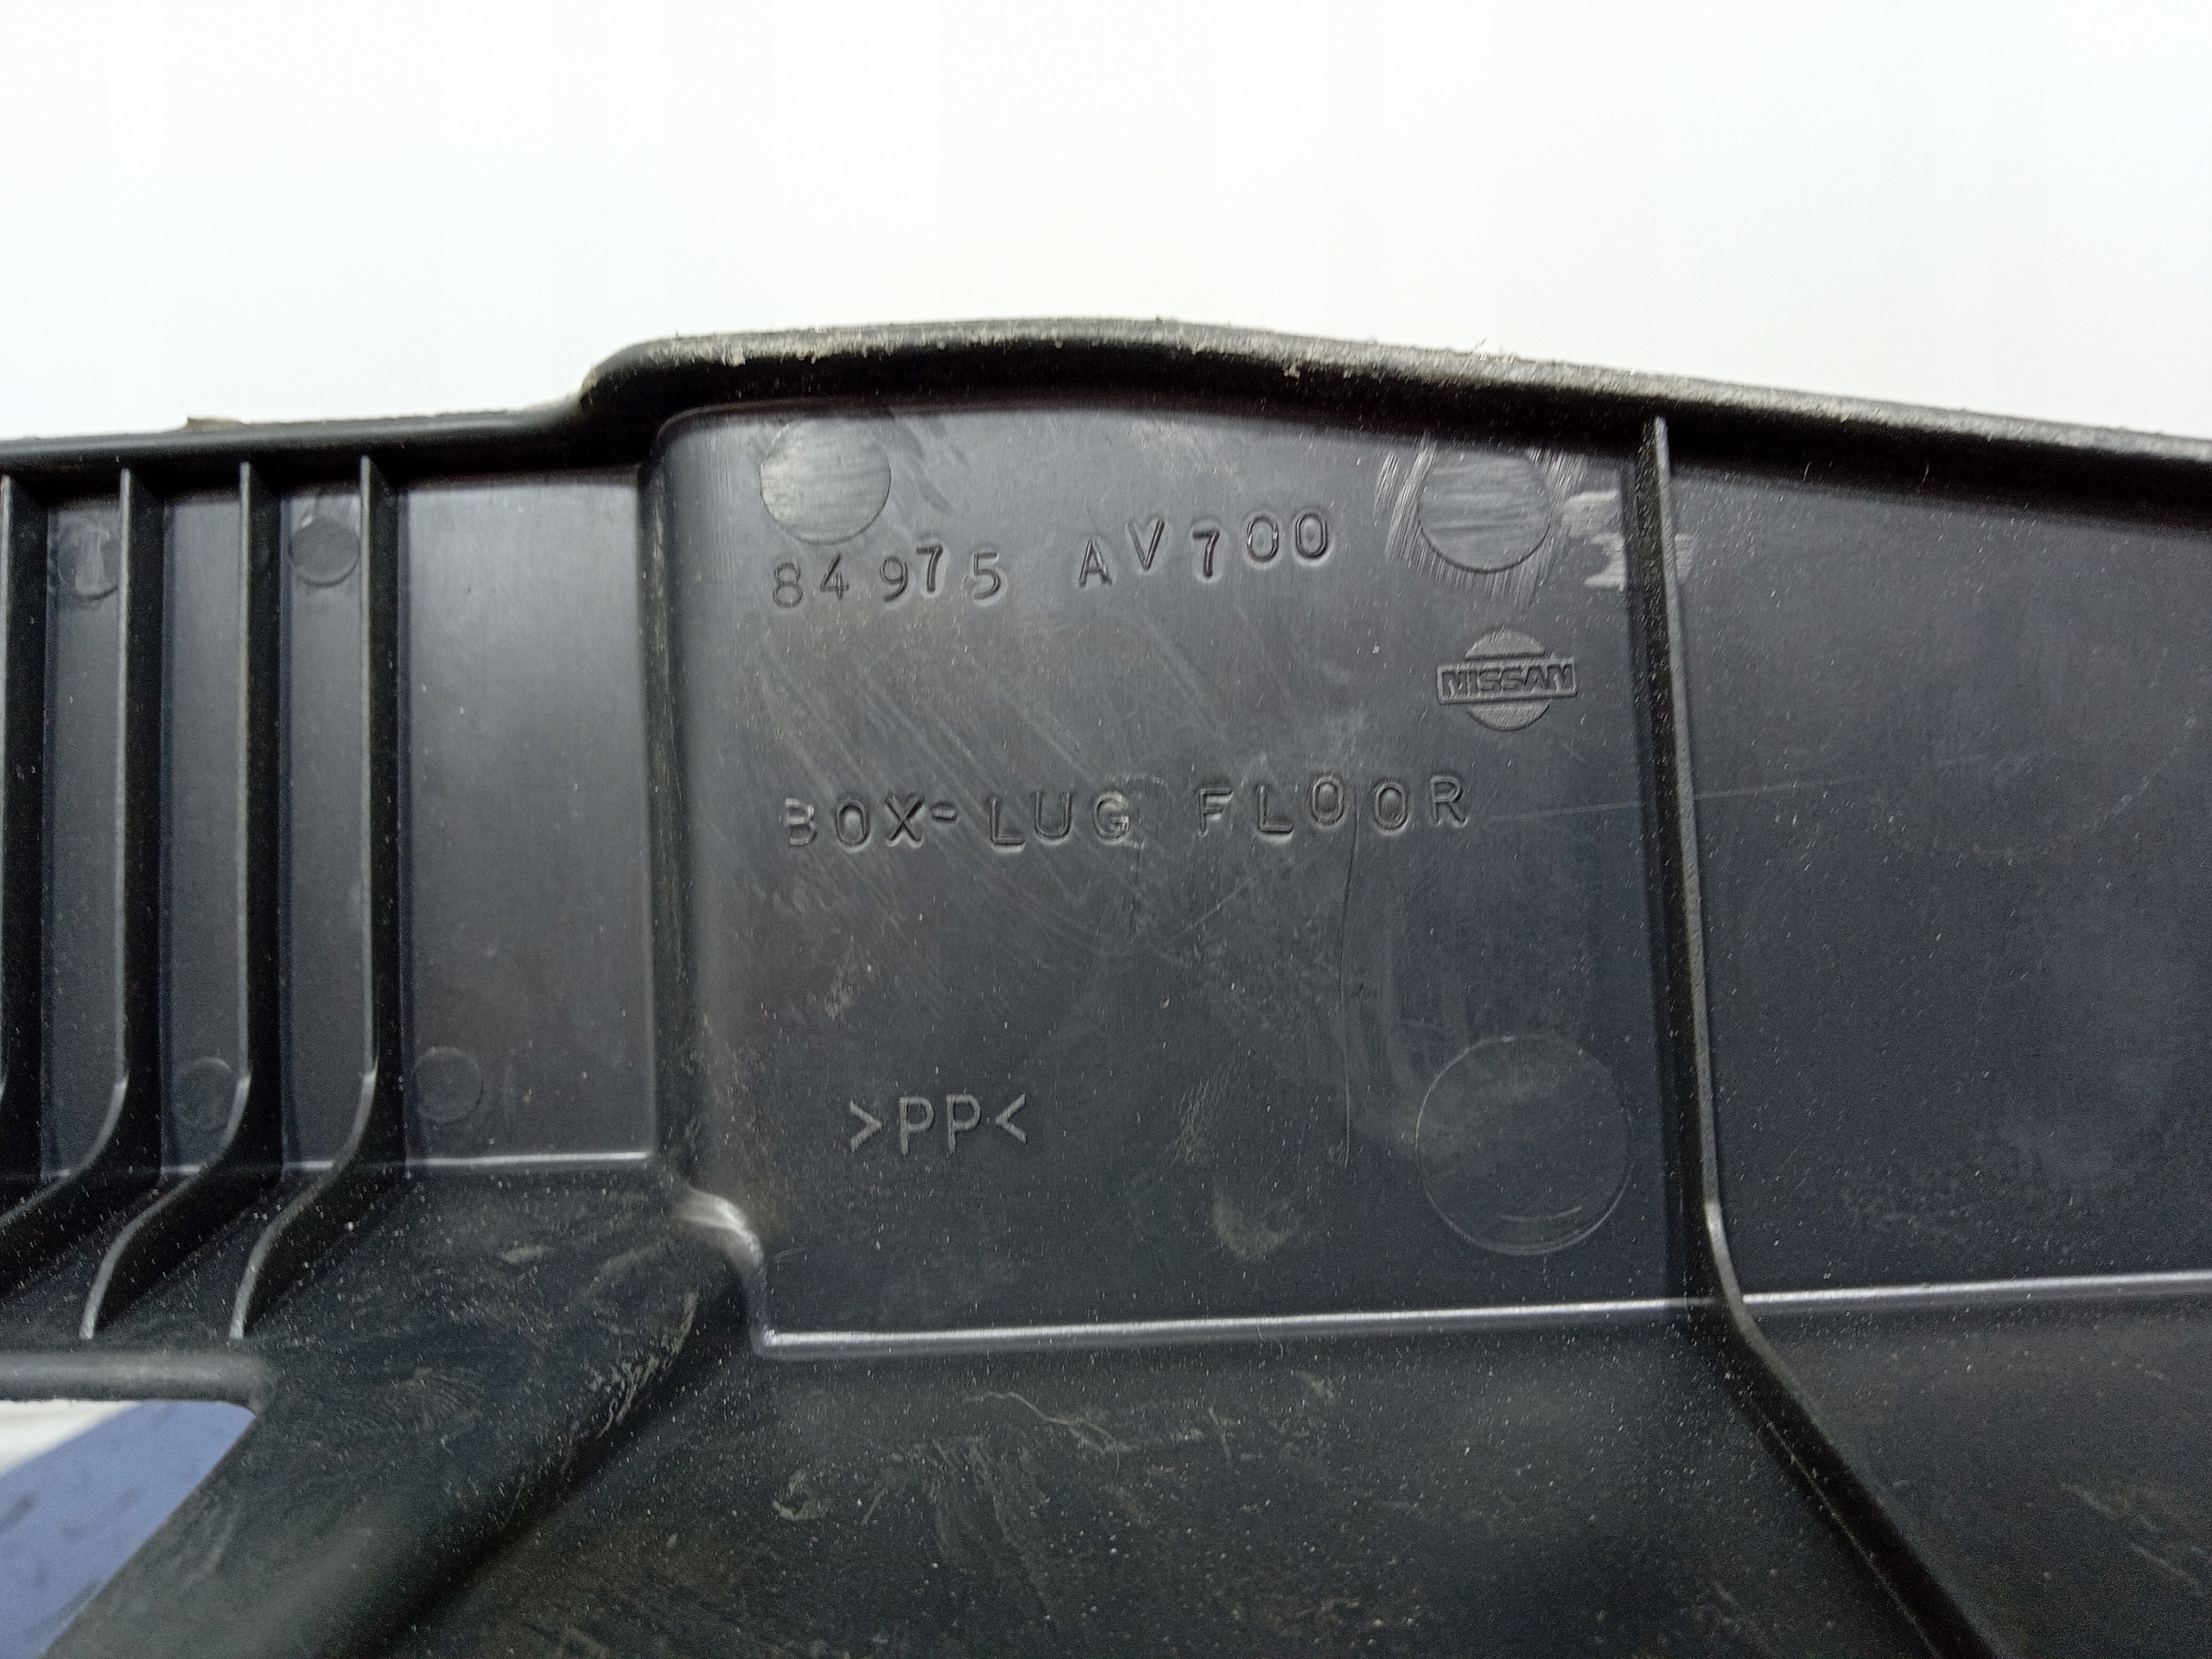 84975 AV700
NISSAN
BOX-LUG FLOOR
>PP<